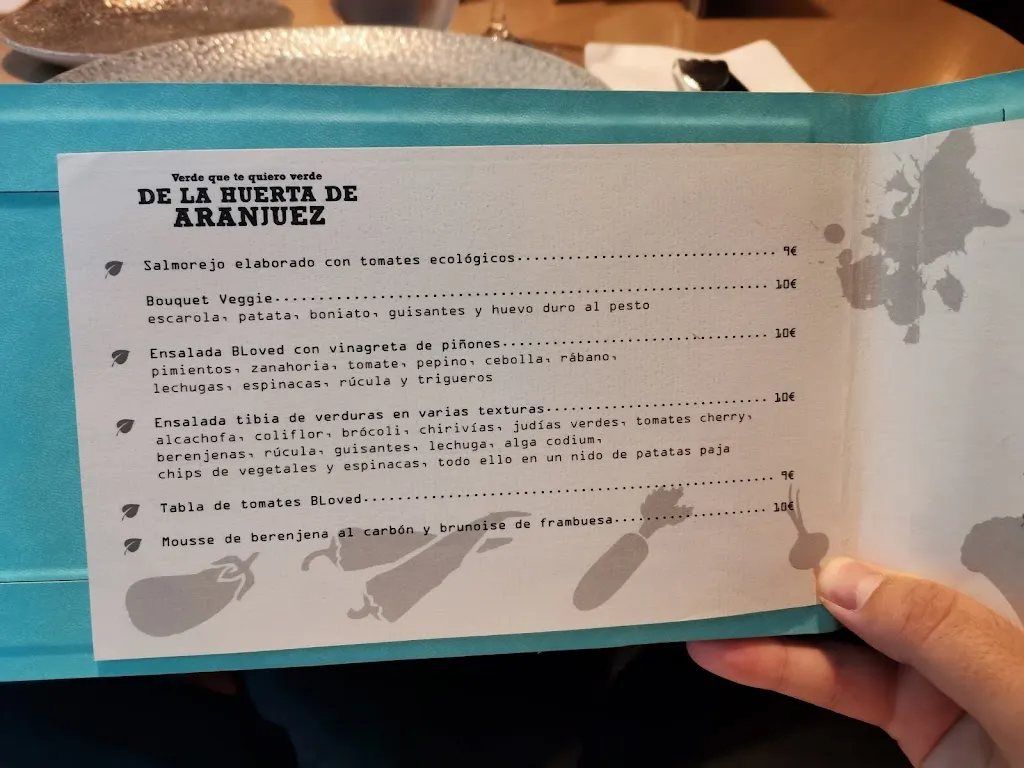 Verde que te quiero verde
DE LA HUERTA DE
ARANJUEZ
Salmorejo elaborado con tomates ecológicos 9€
Bouquet Veggie 10€
escarola, patata, boniato, guisantes y huevo duro al pesto
Ensalada BLoved con vinagreta de piñones 10€
pimientos, zanahoria, tomate, pepino, cebolla, rábano,
lechugas, espinacas, rúcula y trigueros
Ensalada tibia de verduras en varias texturas 10€
alcachofa, coliflor, brócoli, chirivías, judías verdes, tomates cherry,
berenjenas, rúcula, guisantes, lechuga, alga codium,
chips de vegetales y espinacas, todo ello en un nido de patatas paja
Tabla de tomates BLoved 9€
Mousse de berenjena al carbón y brunoise de frambuesa 10€